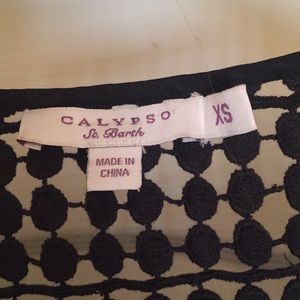 CALYPSO
St. Barth
XS
MADE IN
CHINA